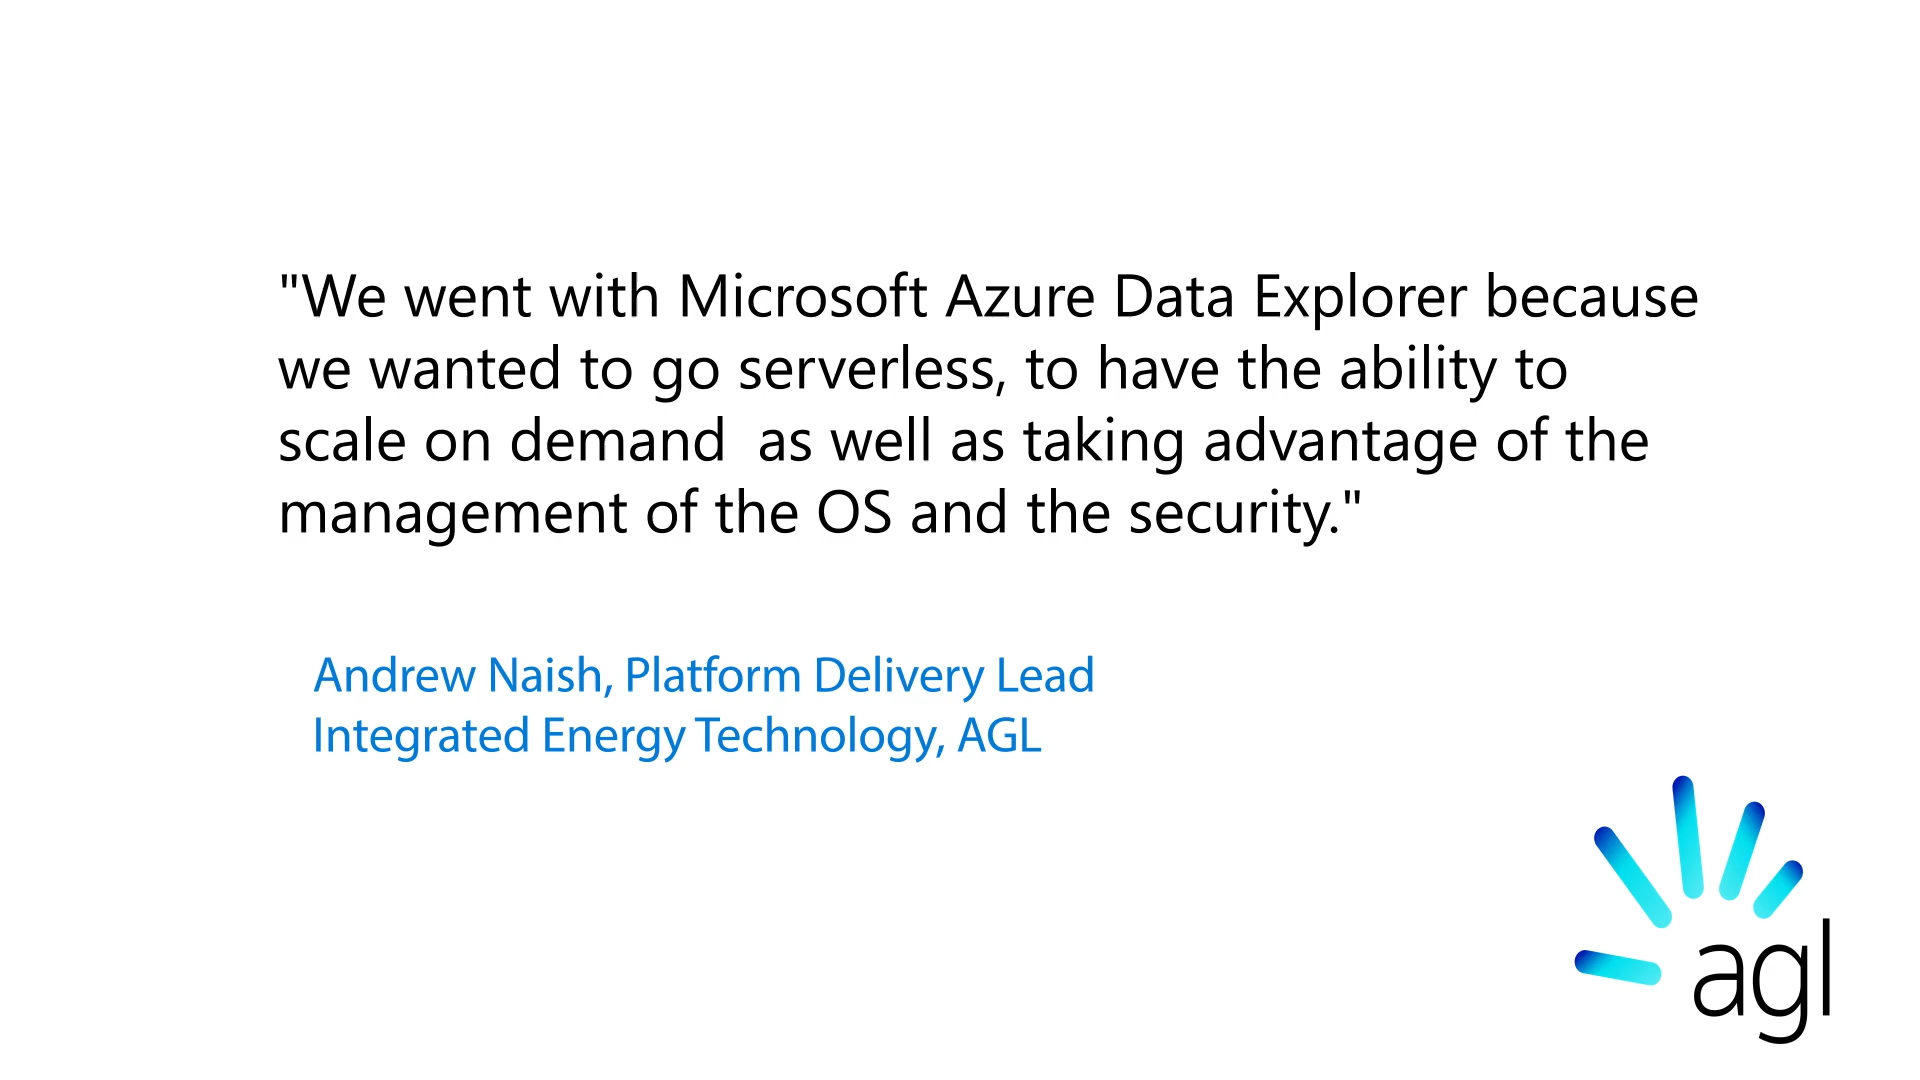 "We went with Microsoft Azure Data Explorer because
we wanted to go serverless, to have the ability to
scale on demand  as well as taking advantage of the
management of the OS and the security."
Andrew Naish, Platform Delivery Lead
Integrated Energy Technology, AGL
agl